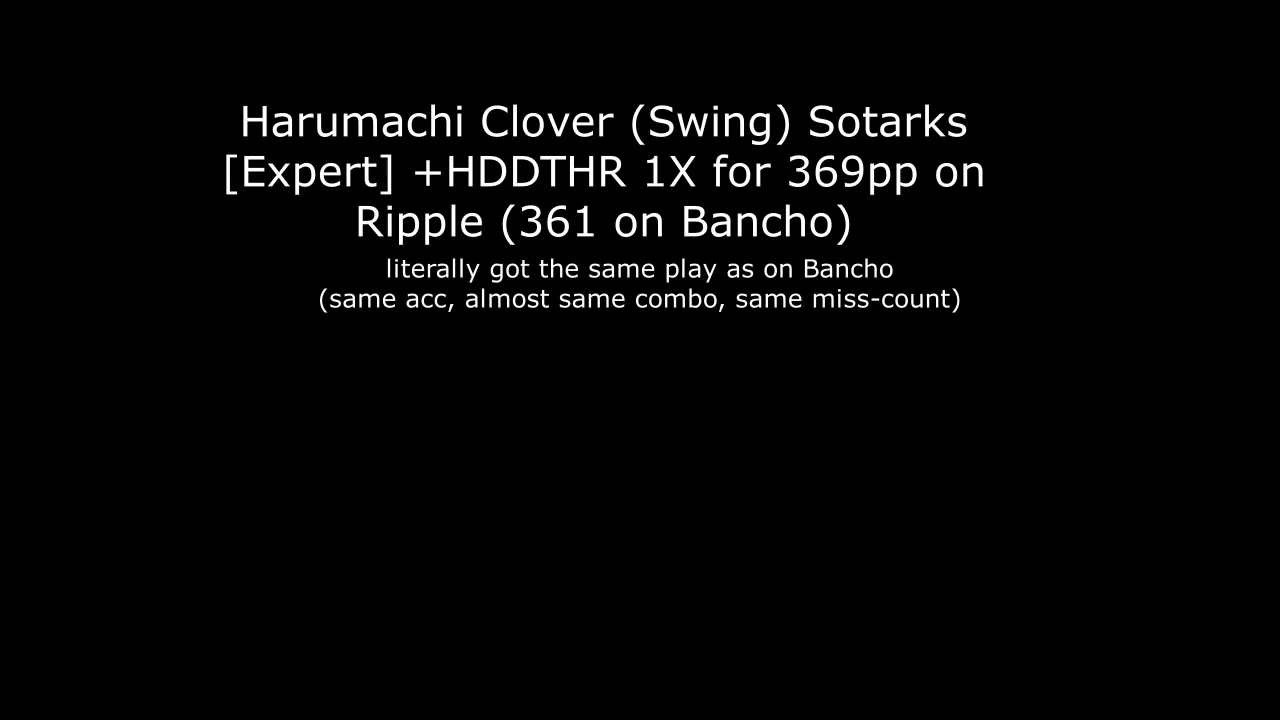 Harumachi Clover (Swing) Sotarks
[Expert] +HDDTHR 1X for 369pp on
Ripple (361 on Bancho)
literally got the same play as on Bancho
(same acc, almost same combo, same miss-count)